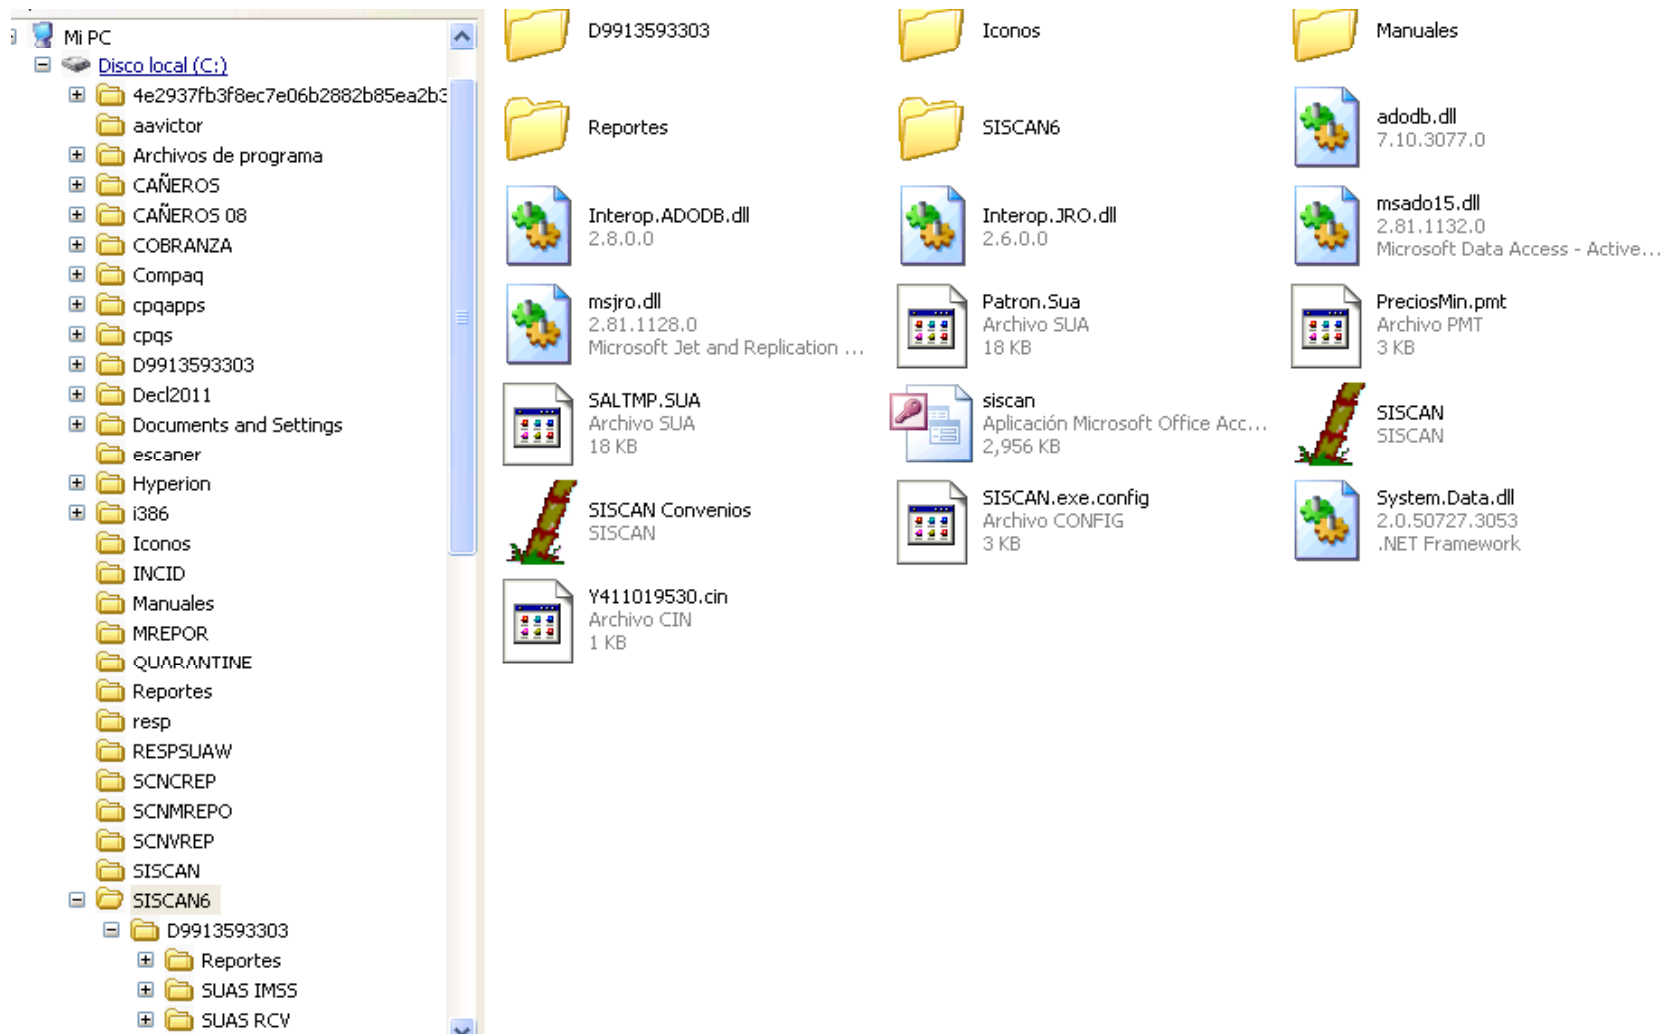 Mi PC
Disco local (C:)
4e2937fb3f8ec7e06b2882b85ea2b3
aavictor
Archivos de programa
CAÑEROS
CAÑEROS 08
COBRANZA
Compaq
cpqapps
cpqs
D9913593303
Decl2011
Documents and Settings
escaner
Hyperion
i386
Iconos
INCID
Manuales
MREPOR
QUARANTINE
Reportes
resp
RESPSUAW
SCNCREP
SCNMREPO
SCNVREP
SISCAN
SISCAN6
D9913593303
Reportes
SUAS IMSS
SUAS RCV
D9913593303
Iconos
Manuales
Reportes
SISCAN6
adodb.dll
7.10.3077.0
Interop.ADODB.dll
2.8.0.0
Interop.JRO.dll
2.6.0.0
msado15.dll
2.81.1132.0
Microsoft Data Access - Active...
msjro.dll
2.81.1128.0
Microsoft Jet and Replication ...
Patron.Sua
Archivo SUA
18 KB
PreciosMin.pmt
Archivo PMT
3 KB
SALTMP.SUA
Archivo SUA
18 KB
siscan
Aplicación Microsoft Office Acc...
2,956 KB
SISCAN
SISCAN
SISCAN Convenios
SISCAN
SISCAN.exe.config
Archivo CONFIG
3 KB
System.Data.dll
2.0.50727.3053
.NET Framework
Y411019530.cin
Archivo CIN
1 KB